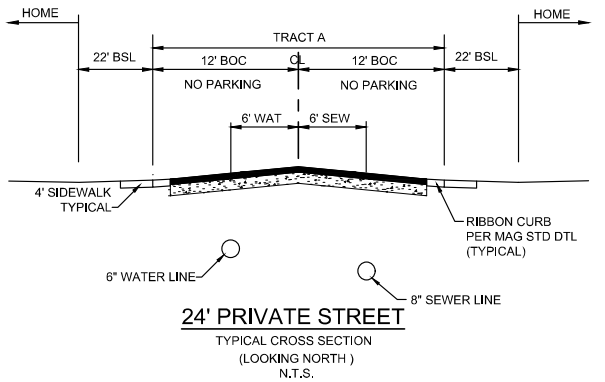 HOME
HOME
TRACT A
22' BSL
12' BOC
CL
12' BOC
22' BSL
NO PARKING
NO PARKING
6' WAT
6' SEW
4' SIDEWALK
TYPICAL
RIBBON CURB
PER MAG STD DTL
(TYPICAL)
6" WATER LINE
8" SEWER LINE
24' PRIVATE STREET
TYPICAL CROSS SECTION
(LOOKING NORTH )
N.T.S.